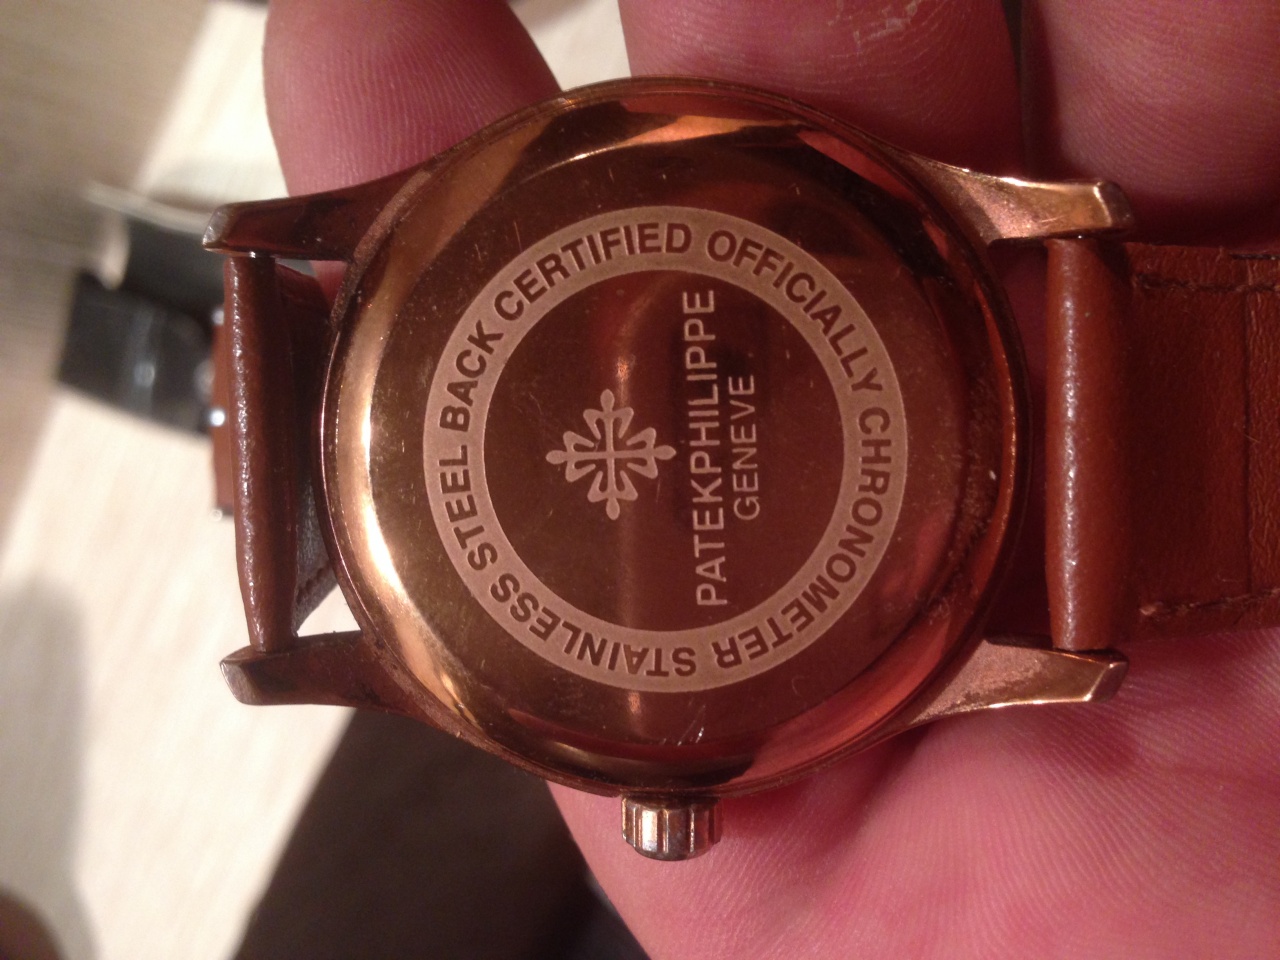 CERTIFIED OFFICIALLY CHRONOMETER STAINLESS STEEL BACK
PATEKPHILIPPE
GENEVE